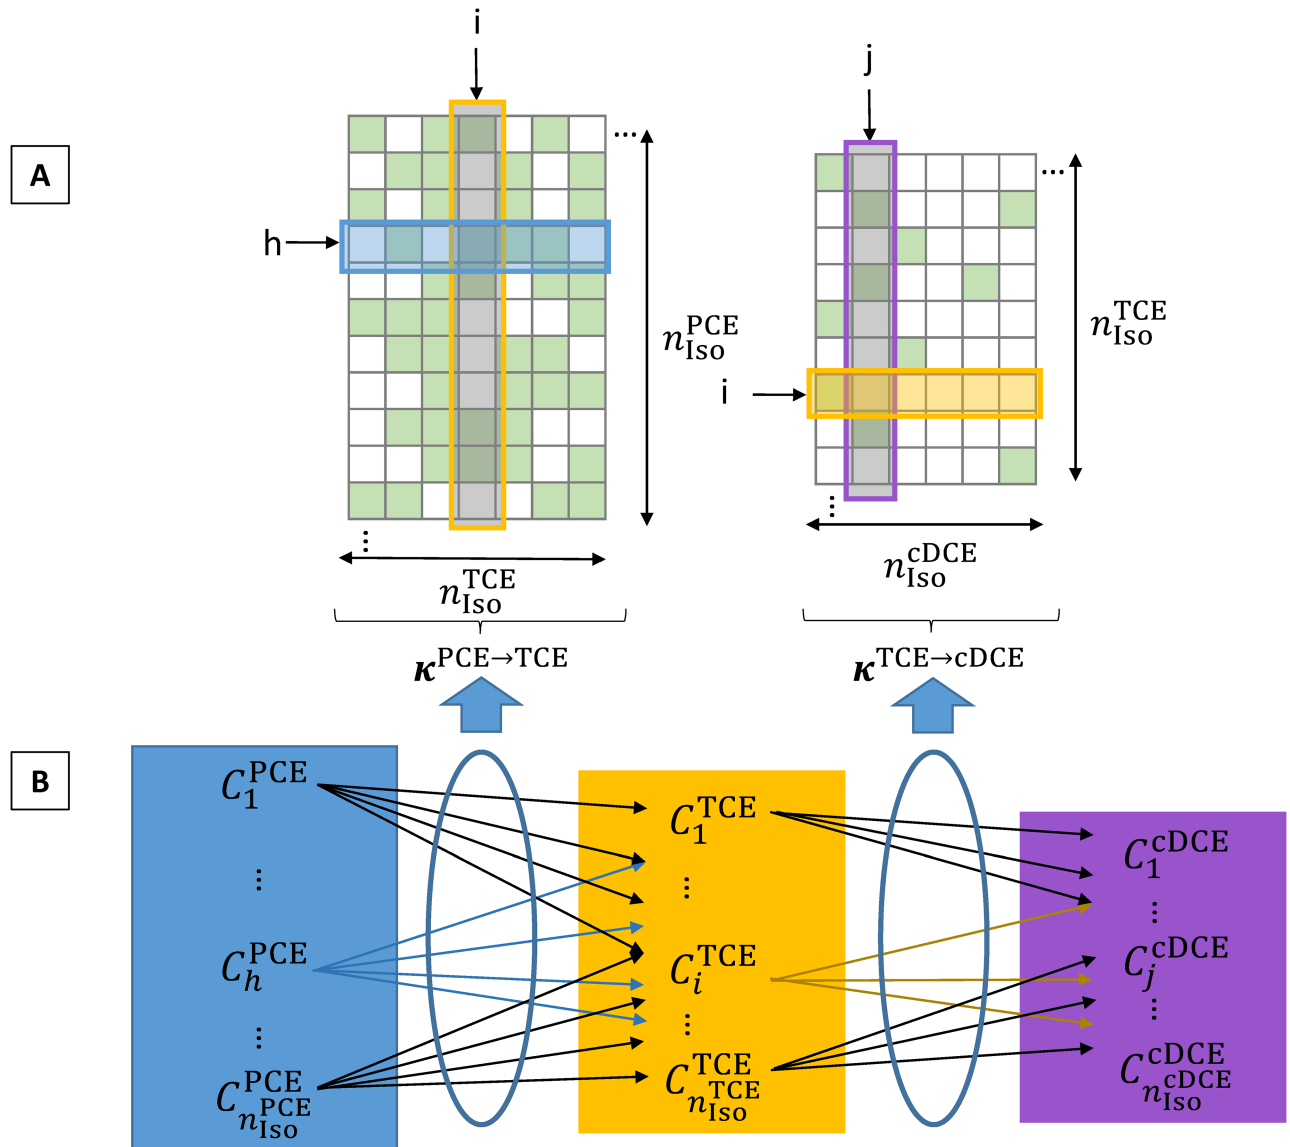 i
j
A
...
...
h
n_Iso^PCE
n_Iso^TCE
i
⋮
⋮
n_Iso^TCE
n_Iso^cDCE
κ^PCE→TCE
κ^TCE→cDCE
B
C_1^PCE
C_1^TCE
C_1^cDCE
⋮
⋮
⋮
C_h^PCE
C_i^TCE
C_j^cDCE
⋮
⋮
⋮
C_{n_Iso^PCE}^PCE
C_{n_Iso^TCE}^TCE
C_{n_Iso^cDCE}^cDCE